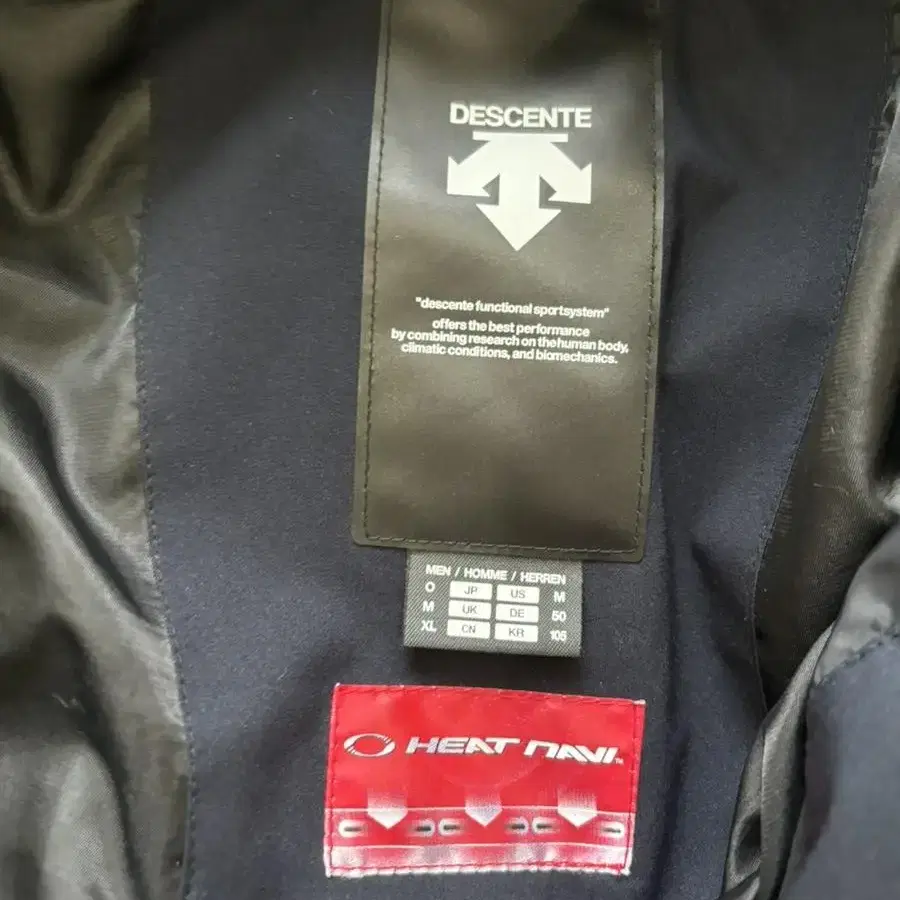 DESCENTE
"descente functional sportsystem"
offers the best performance
by combining research on the human body,
climatic conditions, and biomechanics.
MEN / HOMME / HERREN
O JP US M
M UK DE 50
XL CN KR 105
HEAT NAVI™